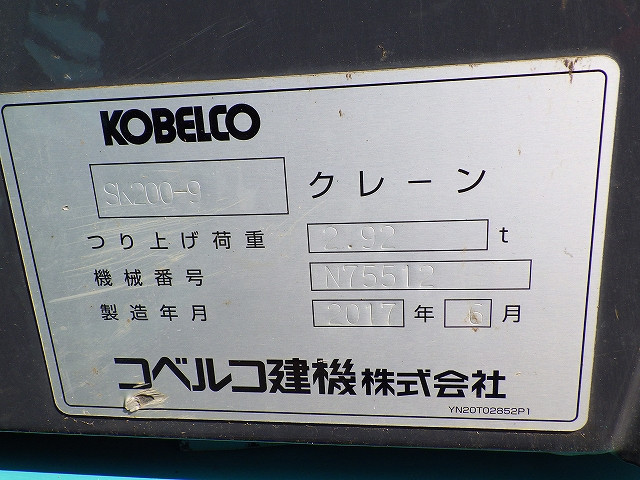 KOBELCO
SK200-9 クレーン
つり上げ荷重 2.92 t
機械番号 N75512
製造年月 2017 年 6 月
コベルコ建機株式会社
YN20T02852P1